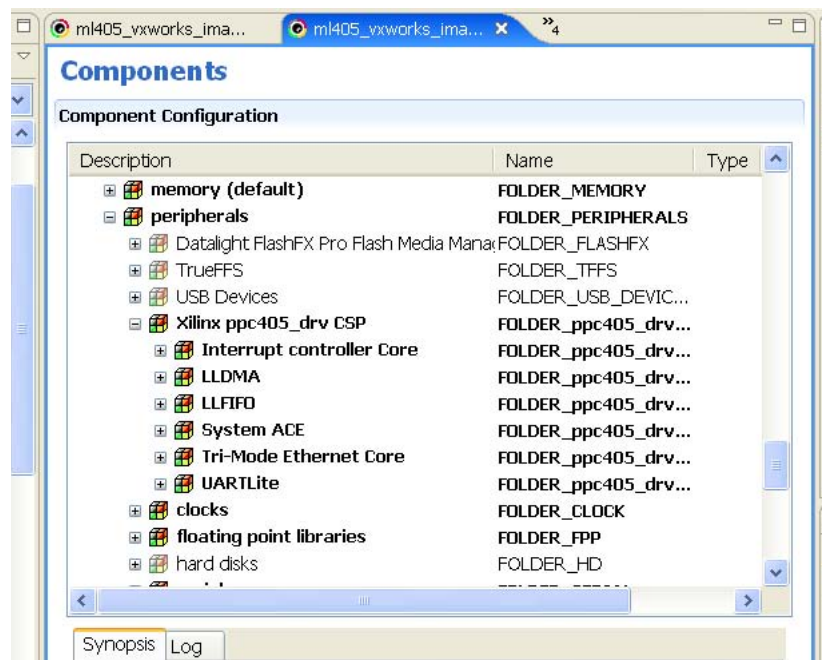 ml405_vxworks_ima... ml405_vxworks_ima... »4
Components
Component Configuration
Description Name Type
memory (default) FOLDER_MEMORY
peripherals FOLDER_PERIPHERALS
Datalight FlashFX Pro Flash Media Mana FOLDER_FLASHFX
TrueFFS FOLDER_TFFS
USB Devices FOLDER_USB_DEVIC...
Xilinx ppc405_drv CSP FOLDER_ppc405_drv...
Interrupt controller Core FOLDER_ppc405_drv...
LLDMA FOLDER_ppc405_drv...
LLFIFO FOLDER_ppc405_drv...
System ACE FOLDER_ppc405_drv...
Tri-Mode Ethernet Core FOLDER_ppc405_drv...
UARTLite FOLDER_ppc405_drv...
clocks FOLDER_CLOCK
floating point libraries FOLDER_FPP
hard disks FOLDER_HD
Synopsis Log